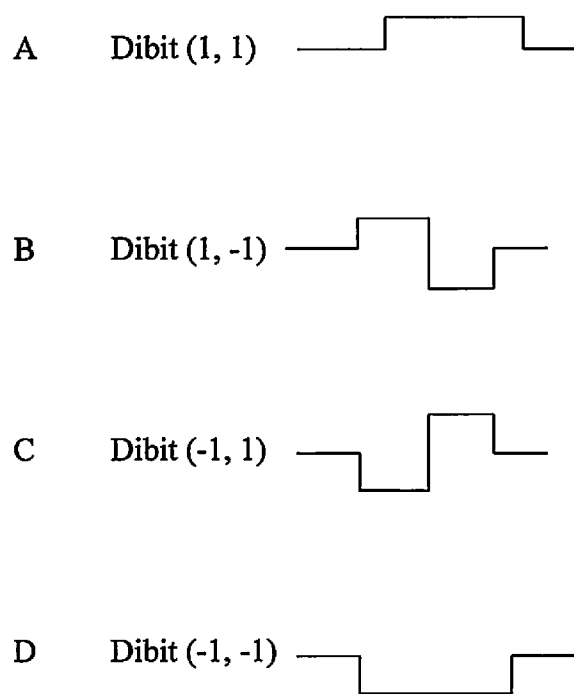 A Dibit (1, 1)
B Dibit (1, -1)
C Dibit (-1, 1)
D Dibit (-1, -1)